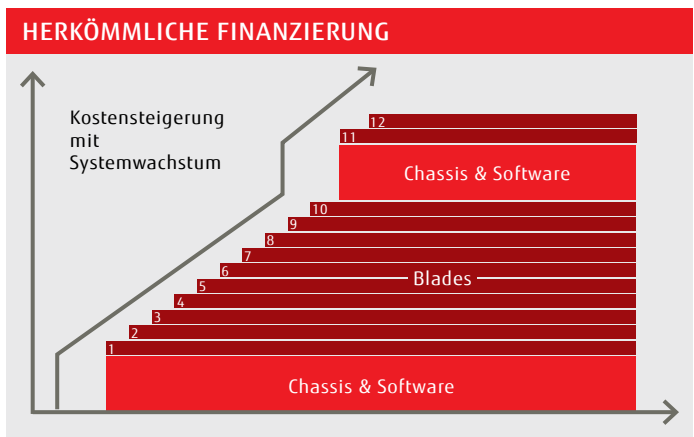 HERKÖMMLICHE FINANZIERUNG
Kostensteigerung
mit
Systemwachstum
12
11
Chassis & Software
10
9
8
7
6
Blades
5
4
3
2
1
Chassis & Software